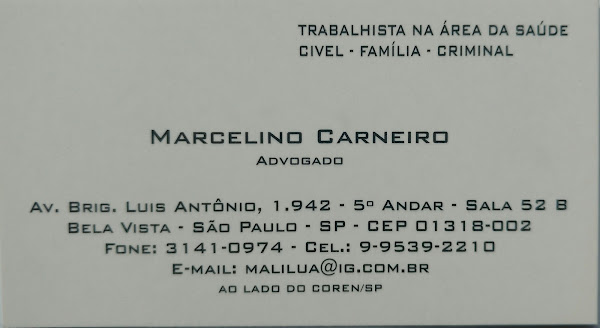 TRABALHISTA NA ÁREA DA SAÚDE
CIVEL - FAMÍLIA - CRIMINAL
MARCELINO CARNEIRO
ADVOGADO
AV. BRIG. LUIS ANTÔNIO, 1.942 - 5º ANDAR - SALA 52 B
BELA VISTA - SÃO PAULO - SP - CEP 01318-002
FONE: 3141-0974 - CEL.: 9-9539-2210
E-MAIL: MALILUA@IG.COM.BR
AO LADO DO COREN/SP